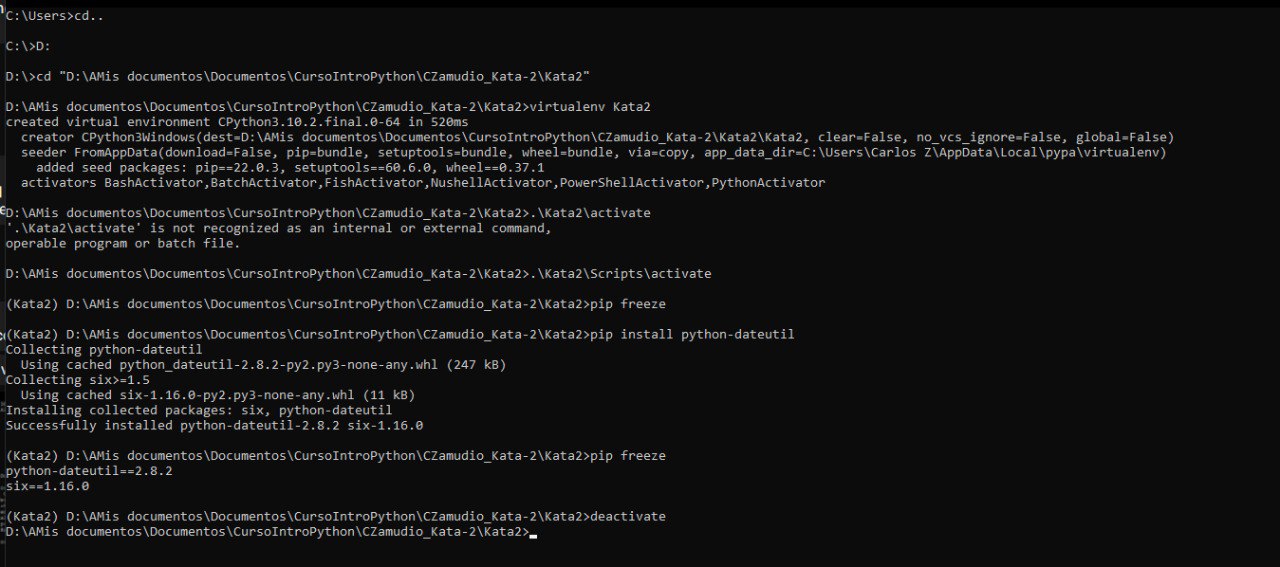 C:\Users>cd..
C:\>D:
D:\>cd "D:\AMis documentos\Documentos\CursoIntroPython\CZamudio_Kata-2\Kata2"
D:\AMis documentos\Documentos\CursoIntroPython\CZamudio_Kata-2\Kata2>virtualenv Kata2
created virtual environment CPython3.10.2.final.0-64 in 520ms
  creator CPython3Windows(dest=D:\AMis documentos\Documentos\CursoIntroPython\CZamudio_Kata-2\Kata2\Kata2, clear=False, no_vcs_ignore=False, global=False)
  seeder FromAppData(download=False, pip=bundle, setuptools=bundle, wheel=bundle, via=copy, app_data_dir=C:\Users\Carlos Z\AppData\Local\pypa\virtualenv)
    added seed packages: pip==22.0.3, setuptools==60.6.0, wheel==0.37.1
  activators BashActivator,BatchActivator,FishActivator,NushellActivator,PowerShellActivator,PythonActivator
D:\AMis documentos\Documentos\CursoIntroPython\CZamudio_Kata-2\Kata2>.\Kata2\activate
'.\Kata2\activate' is not recognized as an internal or external command,
operable program or batch file.
D:\AMis documentos\Documentos\CursoIntroPython\CZamudio_Kata-2\Kata2>.\Kata2\Scripts\activate
(Kata2) D:\AMis documentos\Documentos\CursoIntroPython\CZamudio_Kata-2\Kata2>pip freeze
(Kata2) D:\AMis documentos\Documentos\CursoIntroPython\CZamudio_Kata-2\Kata2>pip install python-dateutil
Collecting python-dateutil
  Using cached python_dateutil-2.8.2-py2.py3-none-any.whl (247 kB)
Collecting six>=1.5
  Using cached six-1.16.0-py2.py3-none-any.whl (11 kB)
Installing collected packages: six, python-dateutil
Successfully installed python-dateutil-2.8.2 six-1.16.0
(Kata2) D:\AMis documentos\Documentos\CursoIntroPython\CZamudio_Kata-2\Kata2>pip freeze
python-dateutil==2.8.2
six==1.16.0
(Kata2) D:\AMis documentos\Documentos\CursoIntroPython\CZamudio_Kata-2\Kata2>deactivate
D:\AMis documentos\Documentos\CursoIntroPython\CZamudio_Kata-2\Kata2>